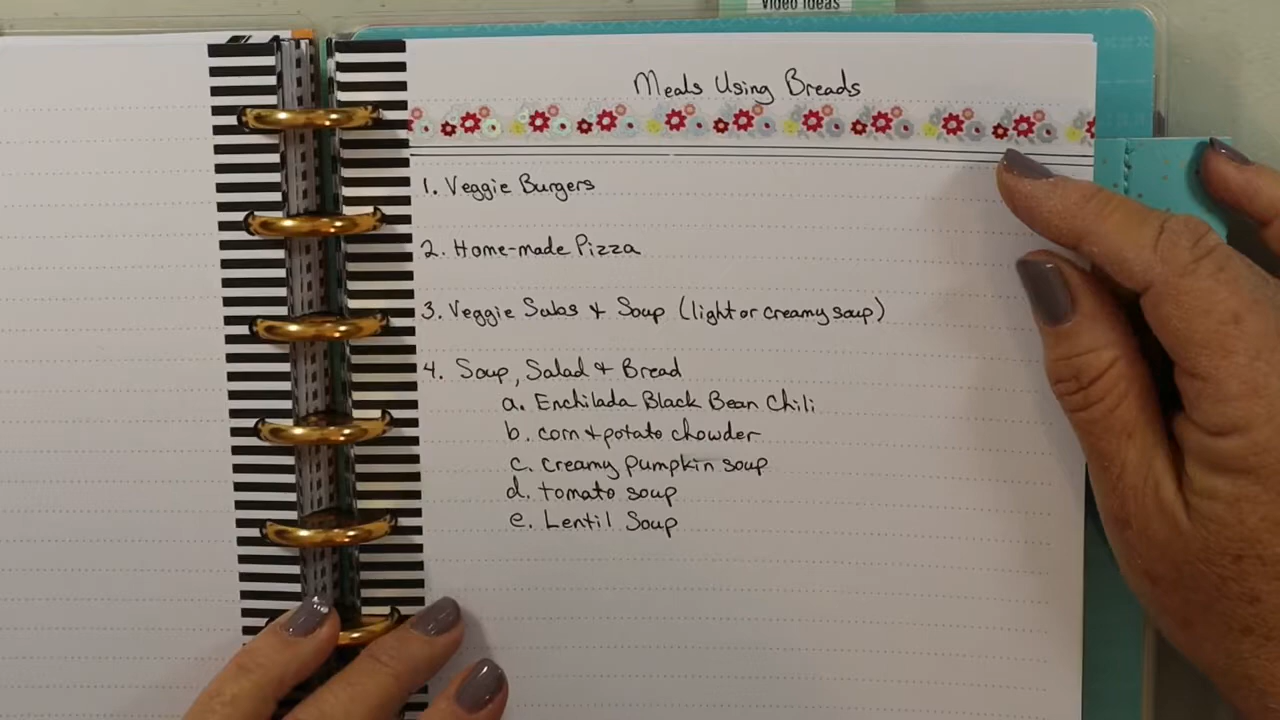 Video Ideas
Meals Using Breads
1. Veggie Burgers
2. Home-made Pizza
3. Veggie Subs + Soup (light or creamy soup)
4. Soup, Salad + Bread
a. Enchilada Black Bean Chili
b. corn + potato chowder
c. creamy pumpkin soup
d. tomato soup
e. Lentil Soup